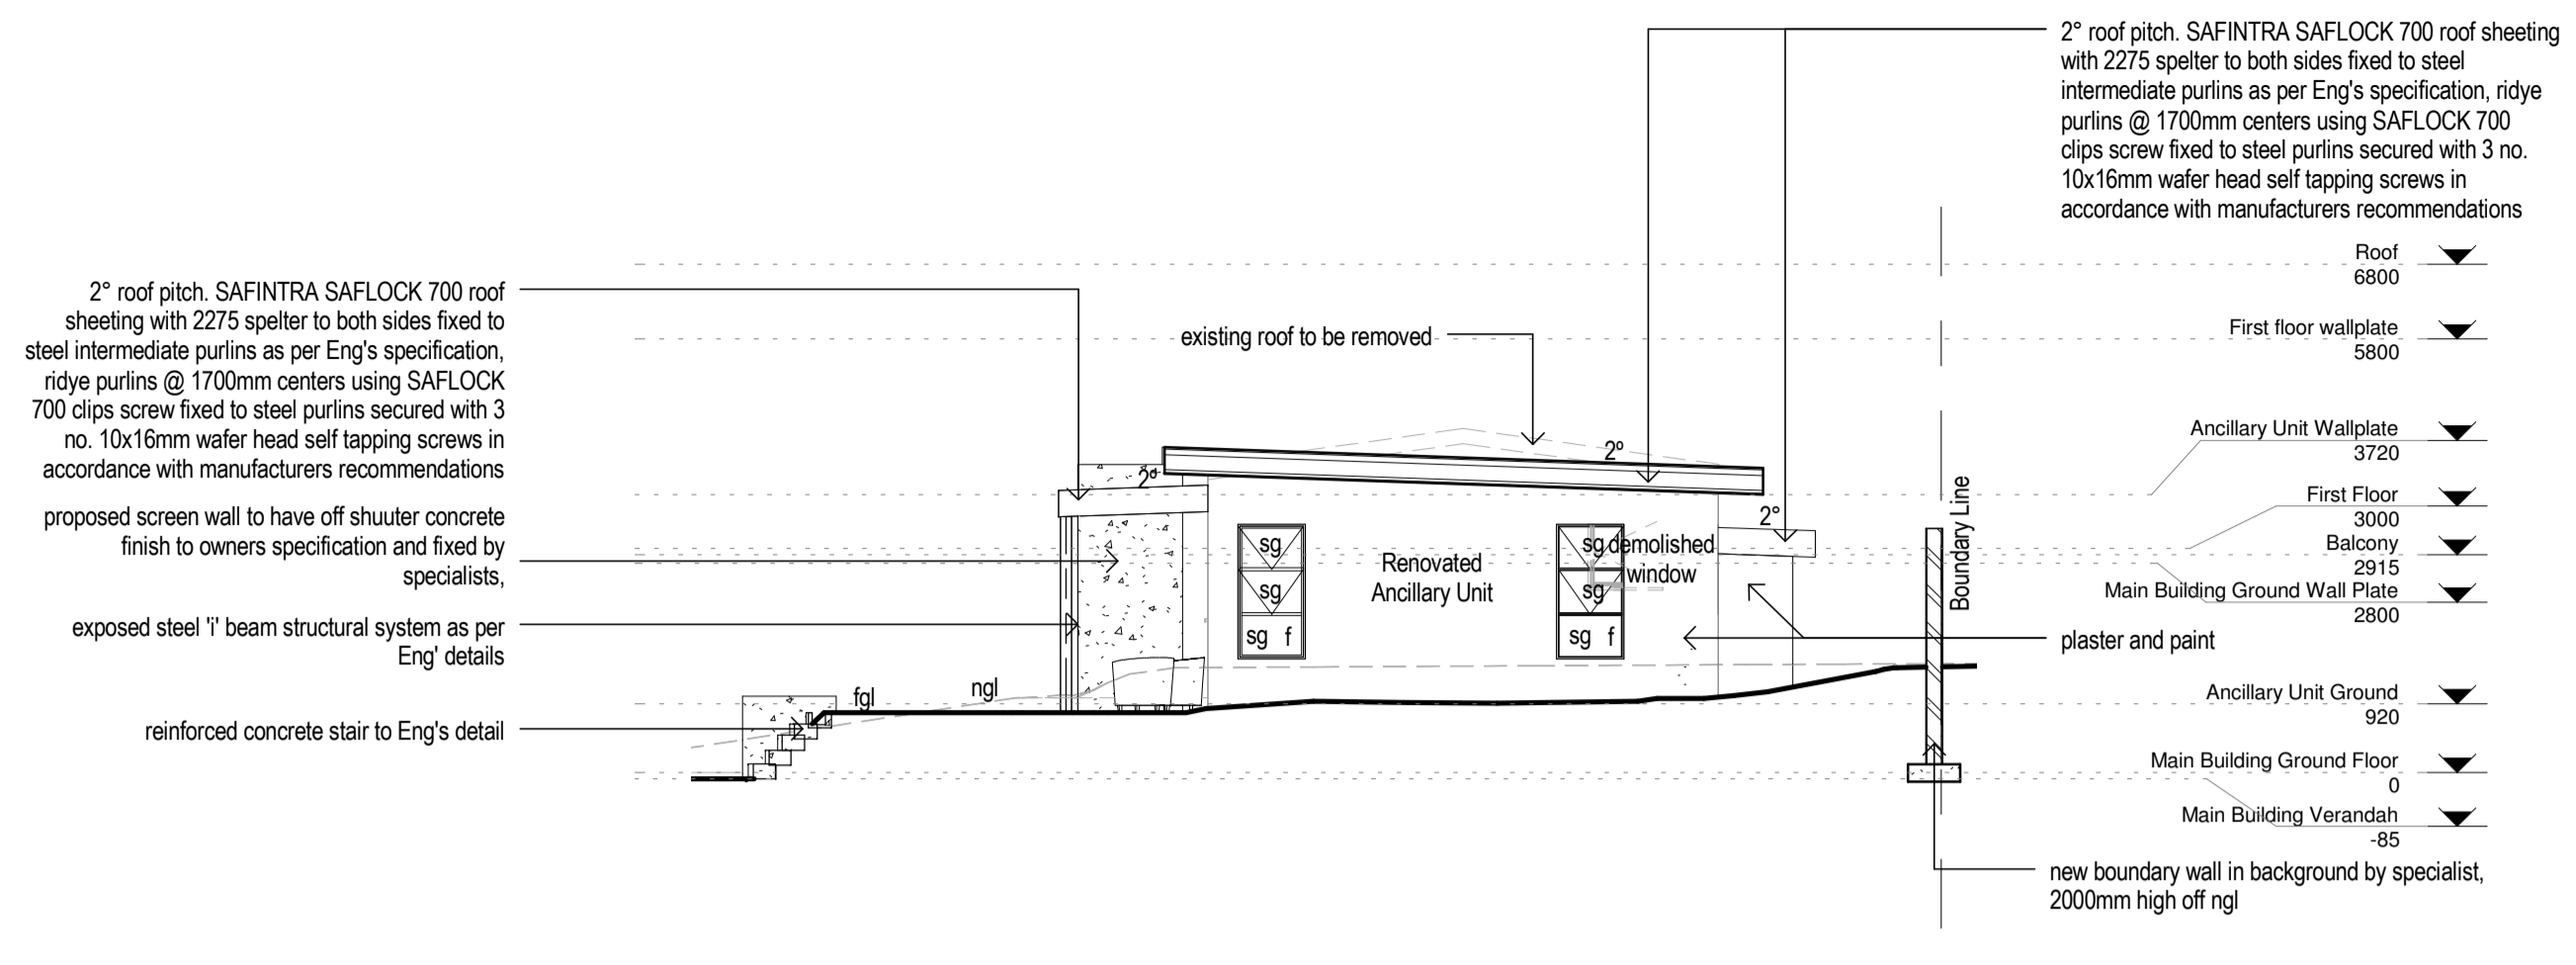 2° roof pitch. SAFINTRA SAFLOCK 700 roof sheeting
with 2275 spelter to both sides fixed to steel
intermediate purlins as per Eng's specification, ridye
purlins @ 1700mm centers using SAFLOCK 700
clips screw fixed to steel purlins secured with 3 no.
10x16mm wafer head self tapping screws in
accordance with manufacturers recommendations
2° roof pitch. SAFINTRA SAFLOCK 700 roof
sheeting with 2275 spelter to both sides fixed to
steel intermediate purlins as per Eng's specification,
ridye purlins @ 1700mm centers using SAFLOCK
700 clips screw fixed to steel purlins secured with 3
no. 10x16mm wafer head self tapping screws in
accordance with manufacturers recommendations
proposed screen wall to have off shuuter concrete
finish to owners specification and fixed by
specialists,
exposed steel 'i' beam structural system as per
Eng' details
reinforced concrete stair to Eng's detail
existing roof to be removed
2°
2°
2°
sg
sg
sg f
Renovated
Ancillary Unit
sg
sg
sg f
demolished
window
fgl
ngl
Boundary Line
Roof
6800
First floor wallplate
5800
Ancillary Unit Wallplate
3720
First Floor
3000
Balcony
2915
Main Building Ground Wall Plate
2800
plaster and paint
Ancillary Unit Ground
920
Main Building Ground Floor
0
Main Building Verandah
-85
new boundary wall in background by specialist,
2000mm high off ngl